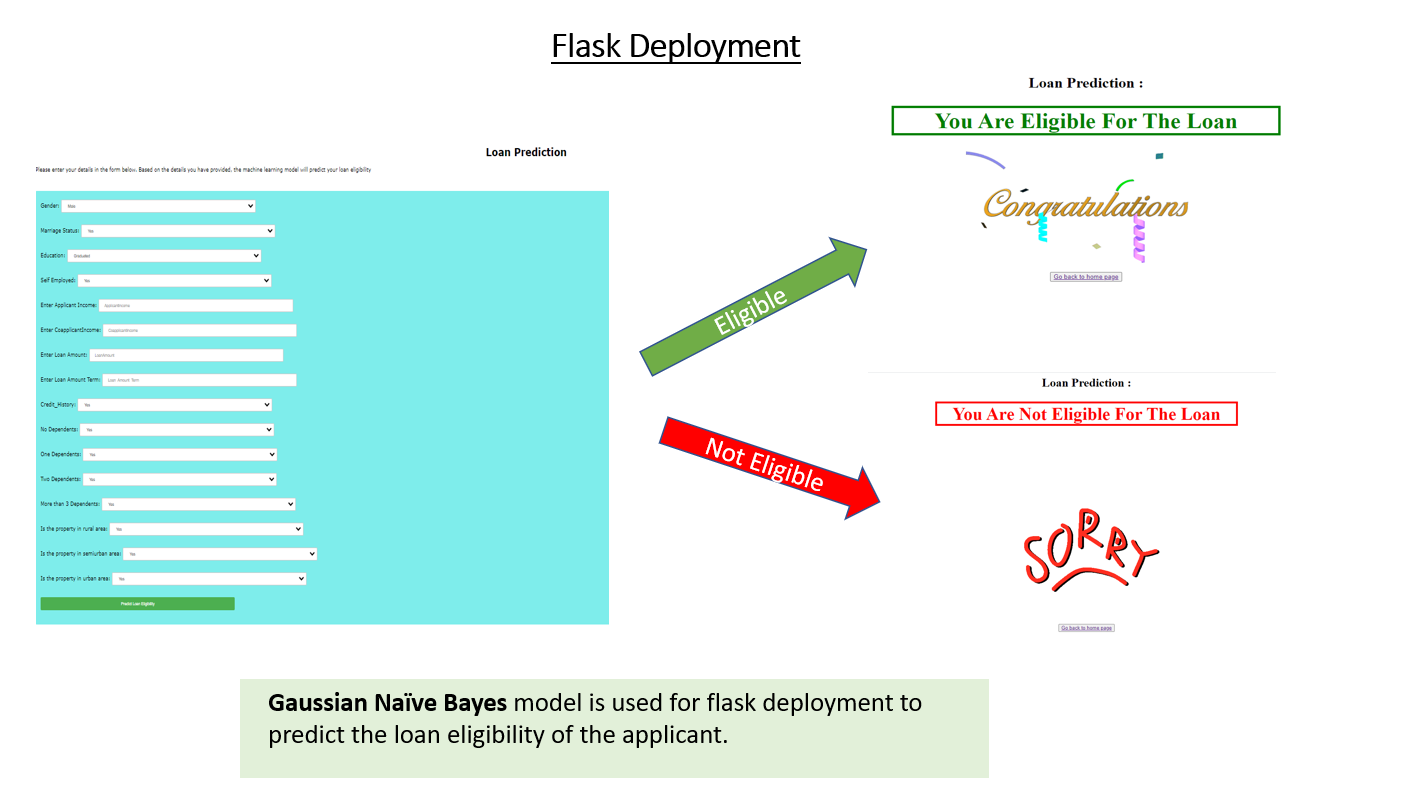 Flask Deployment
Loan Prediction
Please enter your details in the form below. Based on the details you have provided, the machine learning model will predict your loan eligibility
Gender: Male
Marriage Status: Yes
Education: Graduated
Self Employed: Yes
Enter Applicant Income: ApplicantIncome
Enter CoapplicantIncome: CoapplicantIncome
Enter Loan Amount: LoanAmount
Enter Loan Amount Term: Loan Amount Term
Credit_History: Yes
No Dependents: Yes
One Dependents: Yes
Two Dependents: Yes
More than 3 Dependents: Yes
Is the property in rural area: Yes
Is the property in semiurban area: Yes
Is the property in urban area: Yes
Predict Loan Eligibility
Eligible
Not Eligible
Loan Prediction :
You Are Eligible For The Loan
Congratulations
Go back to home page
Loan Prediction :
You Are Not Eligible For The Loan
SORRY
Go back to home page
Gaussian Naïve Bayes model is used for flask deployment to
predict the loan eligibility of the applicant.